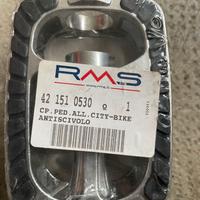 RMS
42 151 0530 Q 1
CP.PED.ALL.CITY-BIKE
ANTISCIVOLO